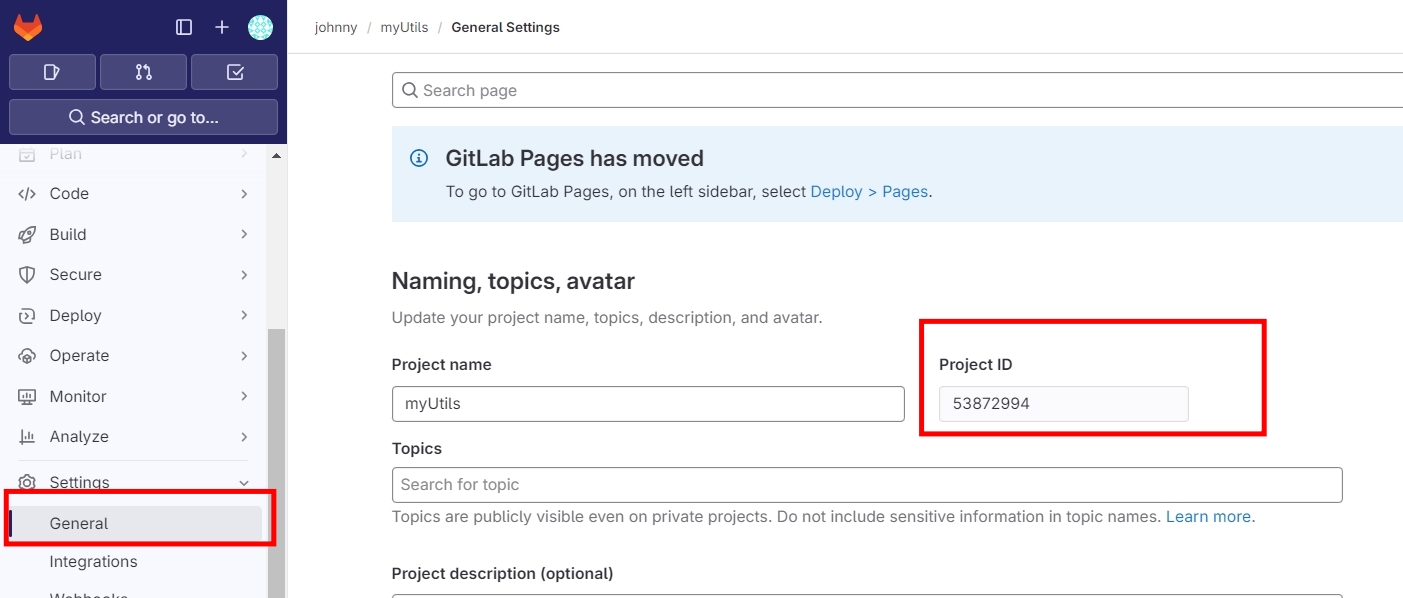 johnny / myUtils / General Settings
Search or go to...
Plan
Code
Build
Secure
Deploy
Operate
Monitor
Analyze
Settings
General
Integrations
Webhooks
Search page
GitLab Pages has moved
To go to GitLab Pages, on the left sidebar, select Deploy > Pages.
Naming, topics, avatar
Update your project name, topics, description, and avatar.
Project name
myUtils
Project ID
53872994
Topics
Search for topic
Topics are publicly visible even on private projects. Do not include sensitive information in topic names. Learn more.
Project description (optional)